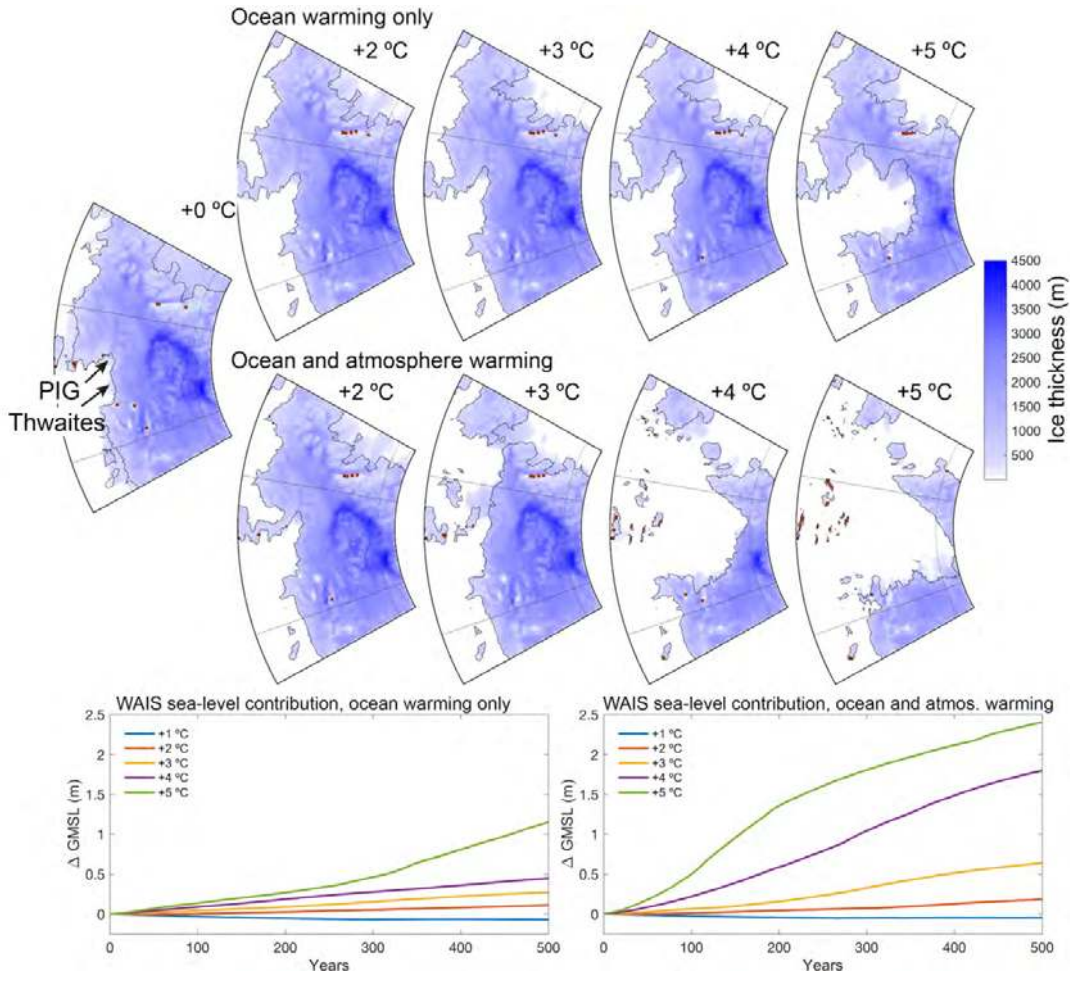 Ocean warming only
+2 ºC
+3 ºC
+4 ºC
+5 ºC
+0 ºC
PIG
Thwaites
4500
4000
3500
3000
2500
2000
1500
1000
500
Ice thickness (m)
Ocean and atmosphere warming
+2 ºC
+3 ºC
+4 ºC
+5 ºC
WAIS sea-level contribution, ocean warming only
2.5
2
1.5
1
0.5
0
Δ GMSL (m)
+1 ºC
+2 ºC
+3 ºC
+4 ºC
+5 ºC
0 100 200 300 400 500
Years
WAIS sea-level contribution, ocean and atmos. warming
2.5
2
1.5
1
0.5
0
Δ GMSL (m)
+1 ºC
+2 ºC
+3 ºC
+4 ºC
+5 ºC
0 100 200 300 400 500
Years